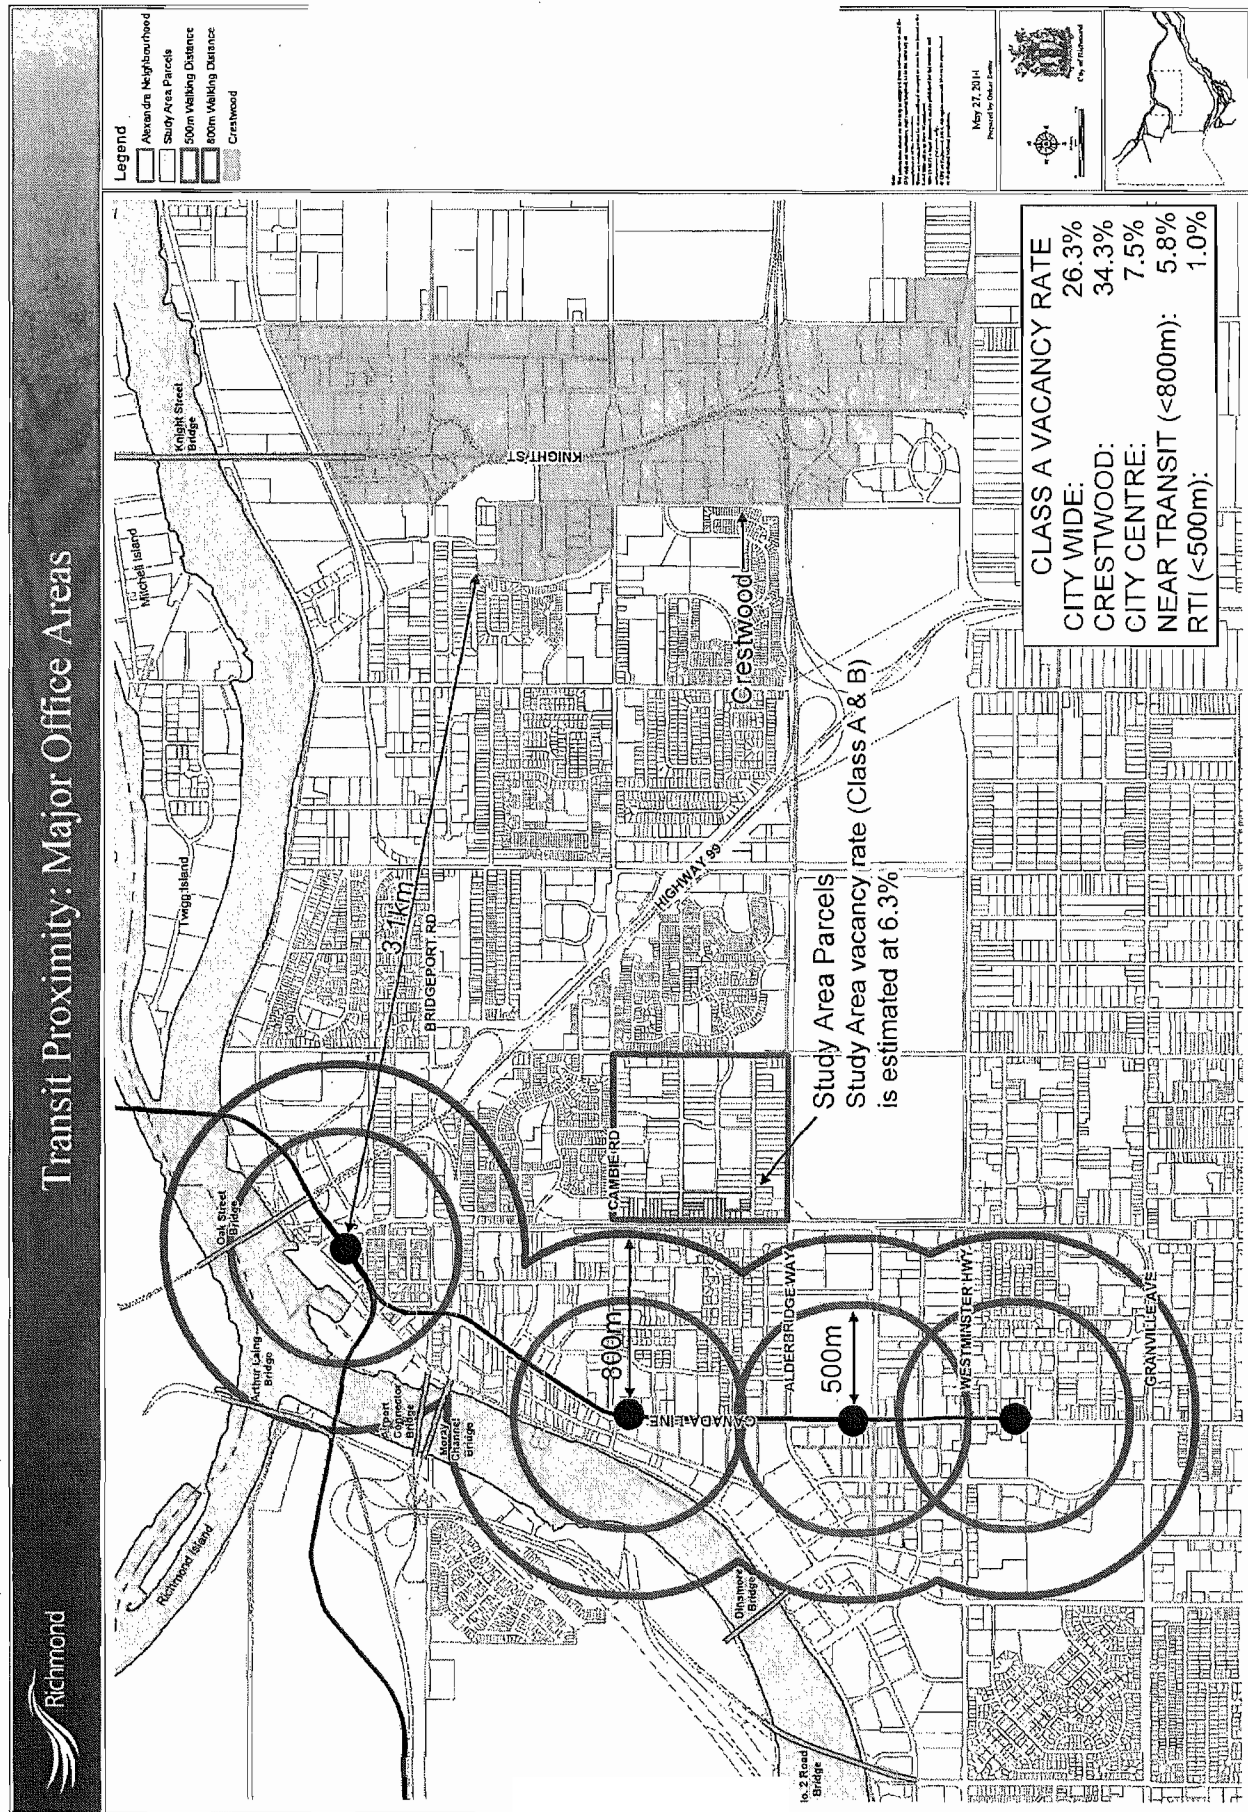 Richmond
Transit Proximity: Major Office Areas
Legend
Alexandra Neighbourhood
Study Area Parcels
500m Walking Distance
800m Walking Distance
Crestwood
May 27, 2014
City of Richmond
Richmond Island
Twigg Island
Mitchell Island
Knight Street
Bridge
Oak Street
Bridge
Arthur Laing
Bridge
Airport
Connector
Bridge
Moray
Channel
Bridge
Dinsmore
Bridge
No. 2 Road
Bridge
3.1km
BRIDGEPORT RD
KNIGHT ST
HIGHWAY 99
CAMBIE RD
800m
CANADA LINE
ALDERBRIDGE WAY
500m
WESTMINSTER HWY.
GRANVILLE AVE
Crestwood
Study Area Parcels
Study Area vacancy rate (Class A & B)
is estimated at 6.3%
CLASS A VACANCY RATE
CITY WIDE: 26.3%
CRESTWOOD: 34.3%
CITY CENTRE: 7.5%
NEAR TRANSIT (<800m): 5.8%
RTI (<500m): 1.0%